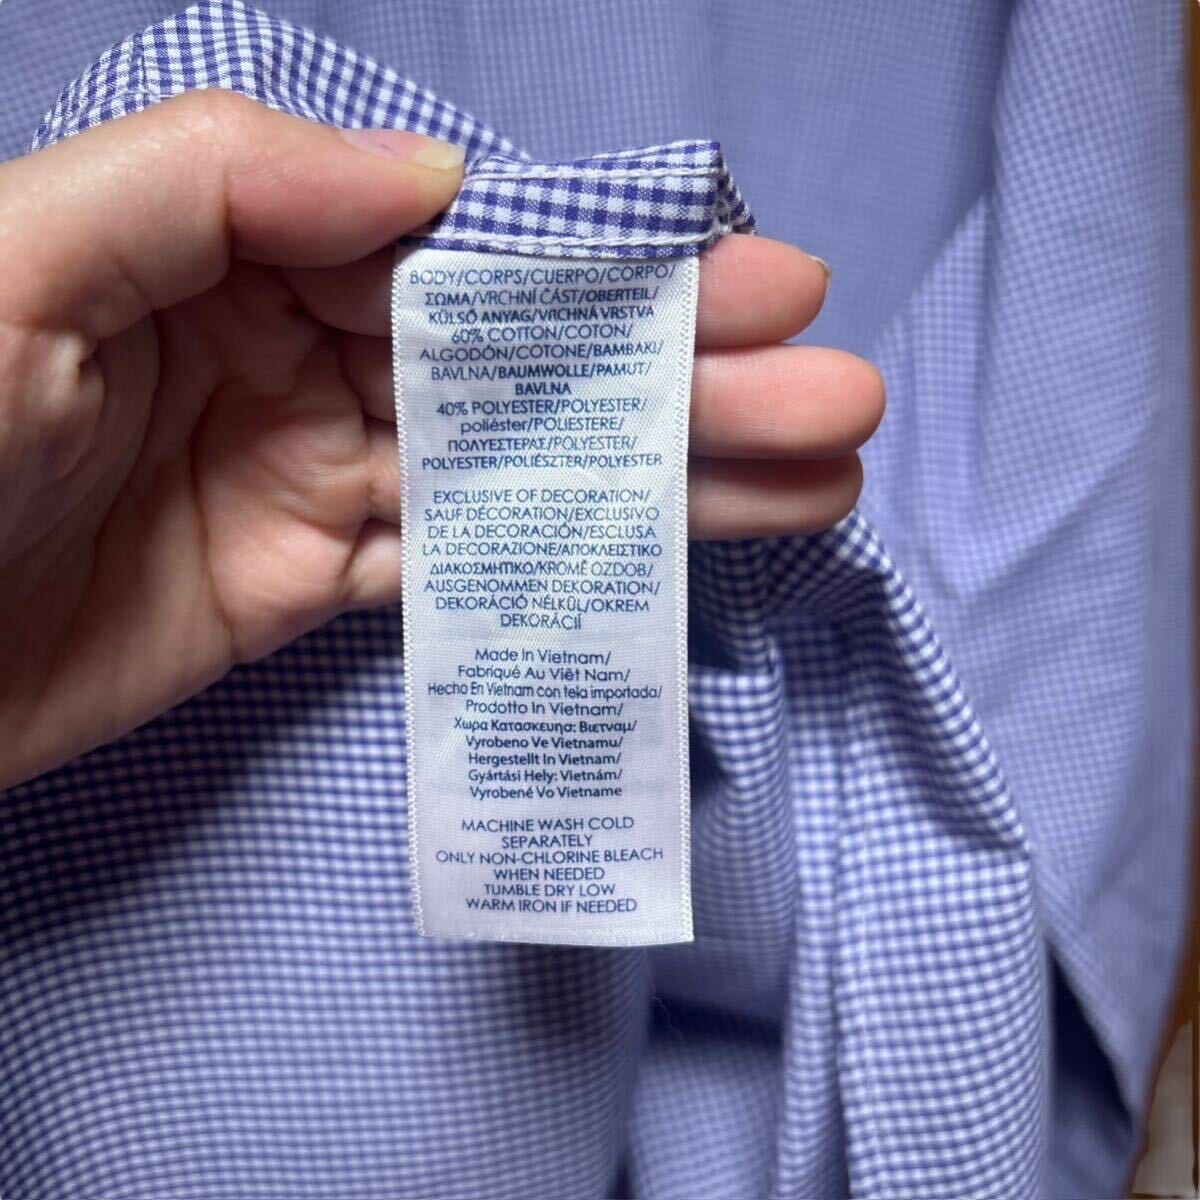 BODY/CORPS/CUERPO/CORPO/
ΣΩΜΑ/VRCHNÍ ČÁST/OBERTEIL/
KÜLSŐ ANYAG/VRCHNÁ VRSTVA
60% COTTON/COTON/
ALGODÓN/COTONE/ΒΑΜΒΑΚΙ/
BAVLNA/BAUMWOLLE/PAMUT/
BAVLNA
40% POLYESTER/POLYESTER/
poliéster/POLIESTERE/
ΠΟΛΥΕΣΤΕΡΑΣ/POLYESTER/
POLYESTER/POLIÉSZTER/POLYESTER
EXCLUSIVE OF DECORATION/
SAUF DÉCORATION/EXCLUSIVO
DE LA DECORACIÓN/ESCLUSA
LA DECORAZIONE/ΑΠΟΚΛΕΙΣΤΙΚΟ
ΔΙΑΚΟΣΜΗΤΙΚΟ/KROMĚ OZDOB/
AUSGENOMMEN DEKORATION/
DEKORÁCIÓ NÉLKÜL/OKREM
DEKORÁCIÍ
Made In Vietnam/
Fabriqué Au Viêt Nam/
Hecho En Vietnam con tela importada/
Prodotto In Vietnam/
Χωρα Κατασκευησ: Βιετναμ/
Vyrobeno Ve Vietnamu/
Hergestellt In Vietnam/
Gyártási Hely: Vietnám/
Vyrobené Vo Vietname
MACHINE WASH COLD
SEPARATELY
ONLY NON-CHLORINE BLEACH
WHEN NEEDED
TUMBLE DRY LOW
WARM IRON IF NEEDED